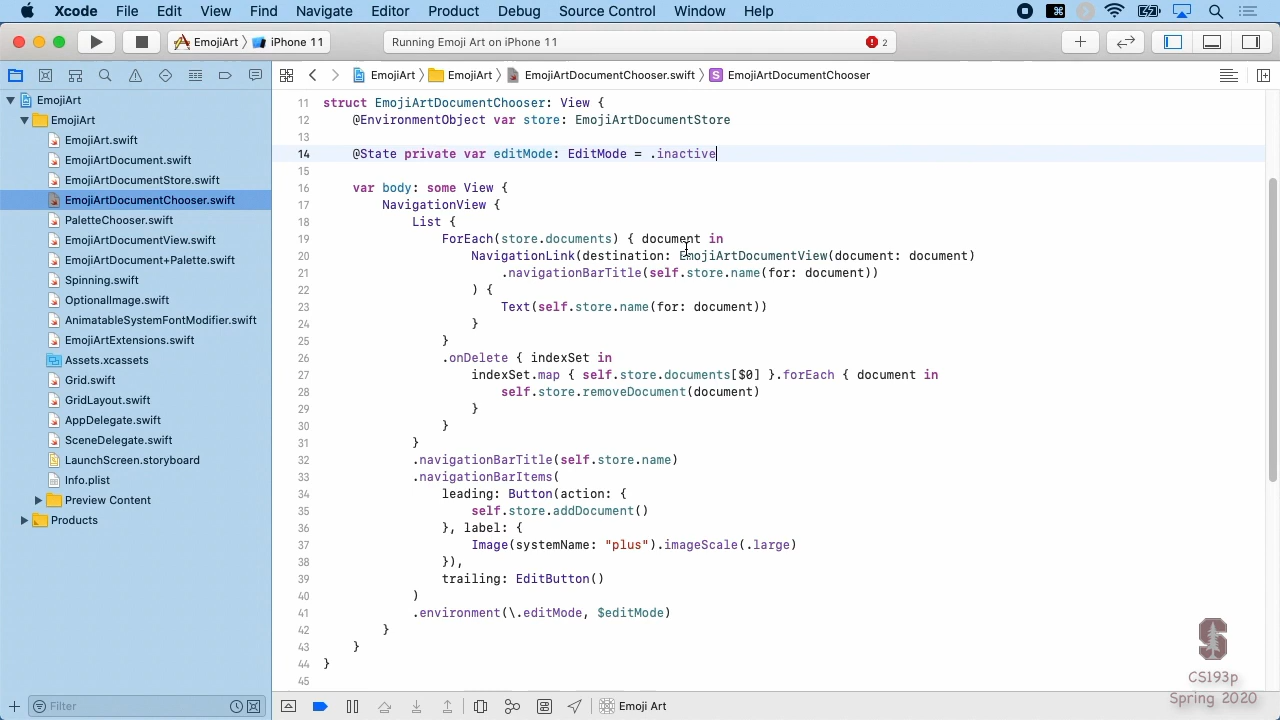 Xcode File Edit View Find Navigate Editor Product Debug Source Control Window Help
EmojiArt iPhone 11 Running Emoji Art on iPhone 11 2
EmojiArt EmojiArt EmojiArtDocumentChooser.swift S EmojiArtDocumentChooser
EmojiArt
EmojiArt
EmojiArt.swift
EmojiArtDocument.swift
EmojiArtDocumentStore.swift
EmojiArtDocumentChooser.swift
PaletteChooser.swift
EmojiArtDocumentView.swift
EmojiArtDocument+Palette.swift
Spinning.swift
OptionalImage.swift
AnimatableSystemFontModifier.swift
EmojiArtExtensions.swift
Assets.xcassets
Grid.swift
GridLayout.swift
AppDelegate.swift
SceneDelegate.swift
LaunchScreen.storyboard
Info.plist
Preview Content
Products
Filter
11 struct EmojiArtDocumentChooser: View {
12 @EnvironmentObject var store: EmojiArtDocumentStore
13
14 @State private var editMode: EditMode = .inactive
15
16 var body: some View {
17 NavigationView {
18 List {
19 ForEach(store.documents) { document in
20 NavigationLink(destination: EmojiArtDocumentView(document: document)
21 .navigationBarTitle(self.store.name(for: document))
22 ) {
23 Text(self.store.name(for: document))
24 }
25 }
26 .onDelete { indexSet in
27 indexSet.map { self.store.documents[$0] }.forEach { document in
28 self.store.removeDocument(document)
29 }
30 }
31 }
32 .navigationBarTitle(self.store.name)
33 .navigationBarItems(
34 leading: Button(action: {
35 self.store.addDocument()
36 }, label: {
37 Image(systemName: "plus").imageScale(.large)
38 }),
39 trailing: EditButton()
40 )
41 .environment(\.editMode, $editMode)
42 }
43 }
44 }
45
Emoji Art
S
CS193p
Spring 2020